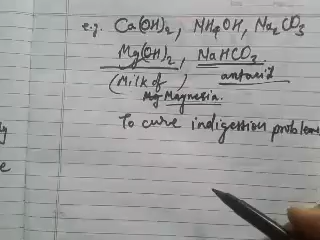 e.g. Ca(OH)2, NH4OH, Na2CO3
Mg(OH)2, NaHCO3
(Milk of ) antacid
Magnesia.
To cure indigestion problems